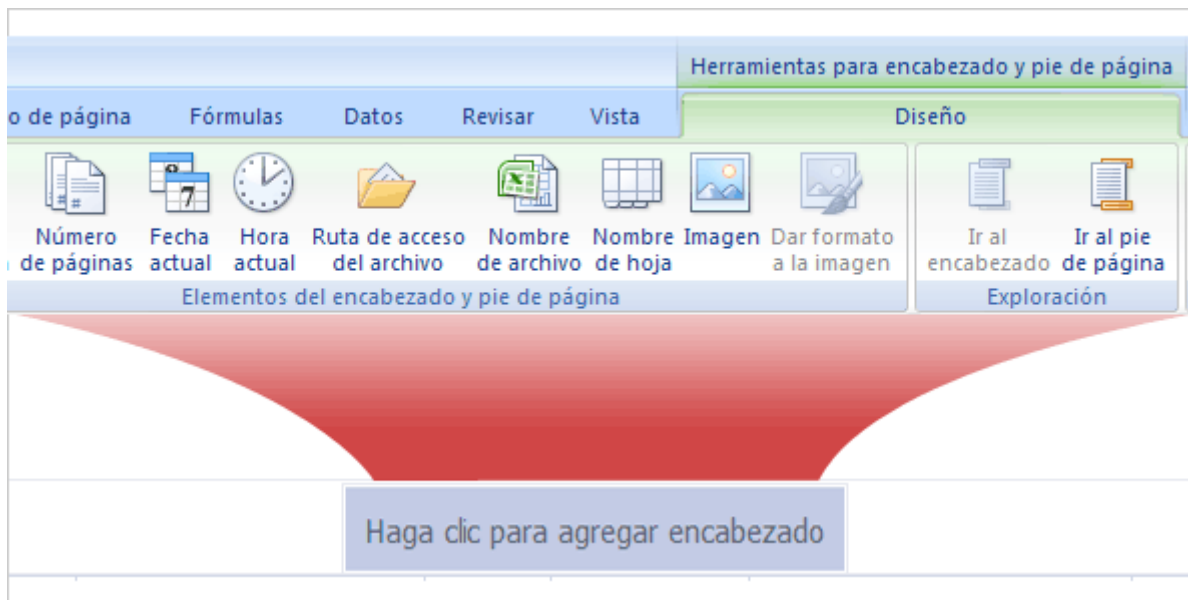 Herramientas para encabezado y pie de página
o de página Fórmulas Datos Revisar Vista Diseño
7
Número de páginas
Fecha actual
Hora actual
Ruta de acceso del archivo
Nombre de archivo
Nombre de hoja
Imagen
Dar formato a la imagen
Ir al encabezado
Ir al pie de página
Elementos del encabezado y pie de página
Exploración
Haga clic para agregar encabezado